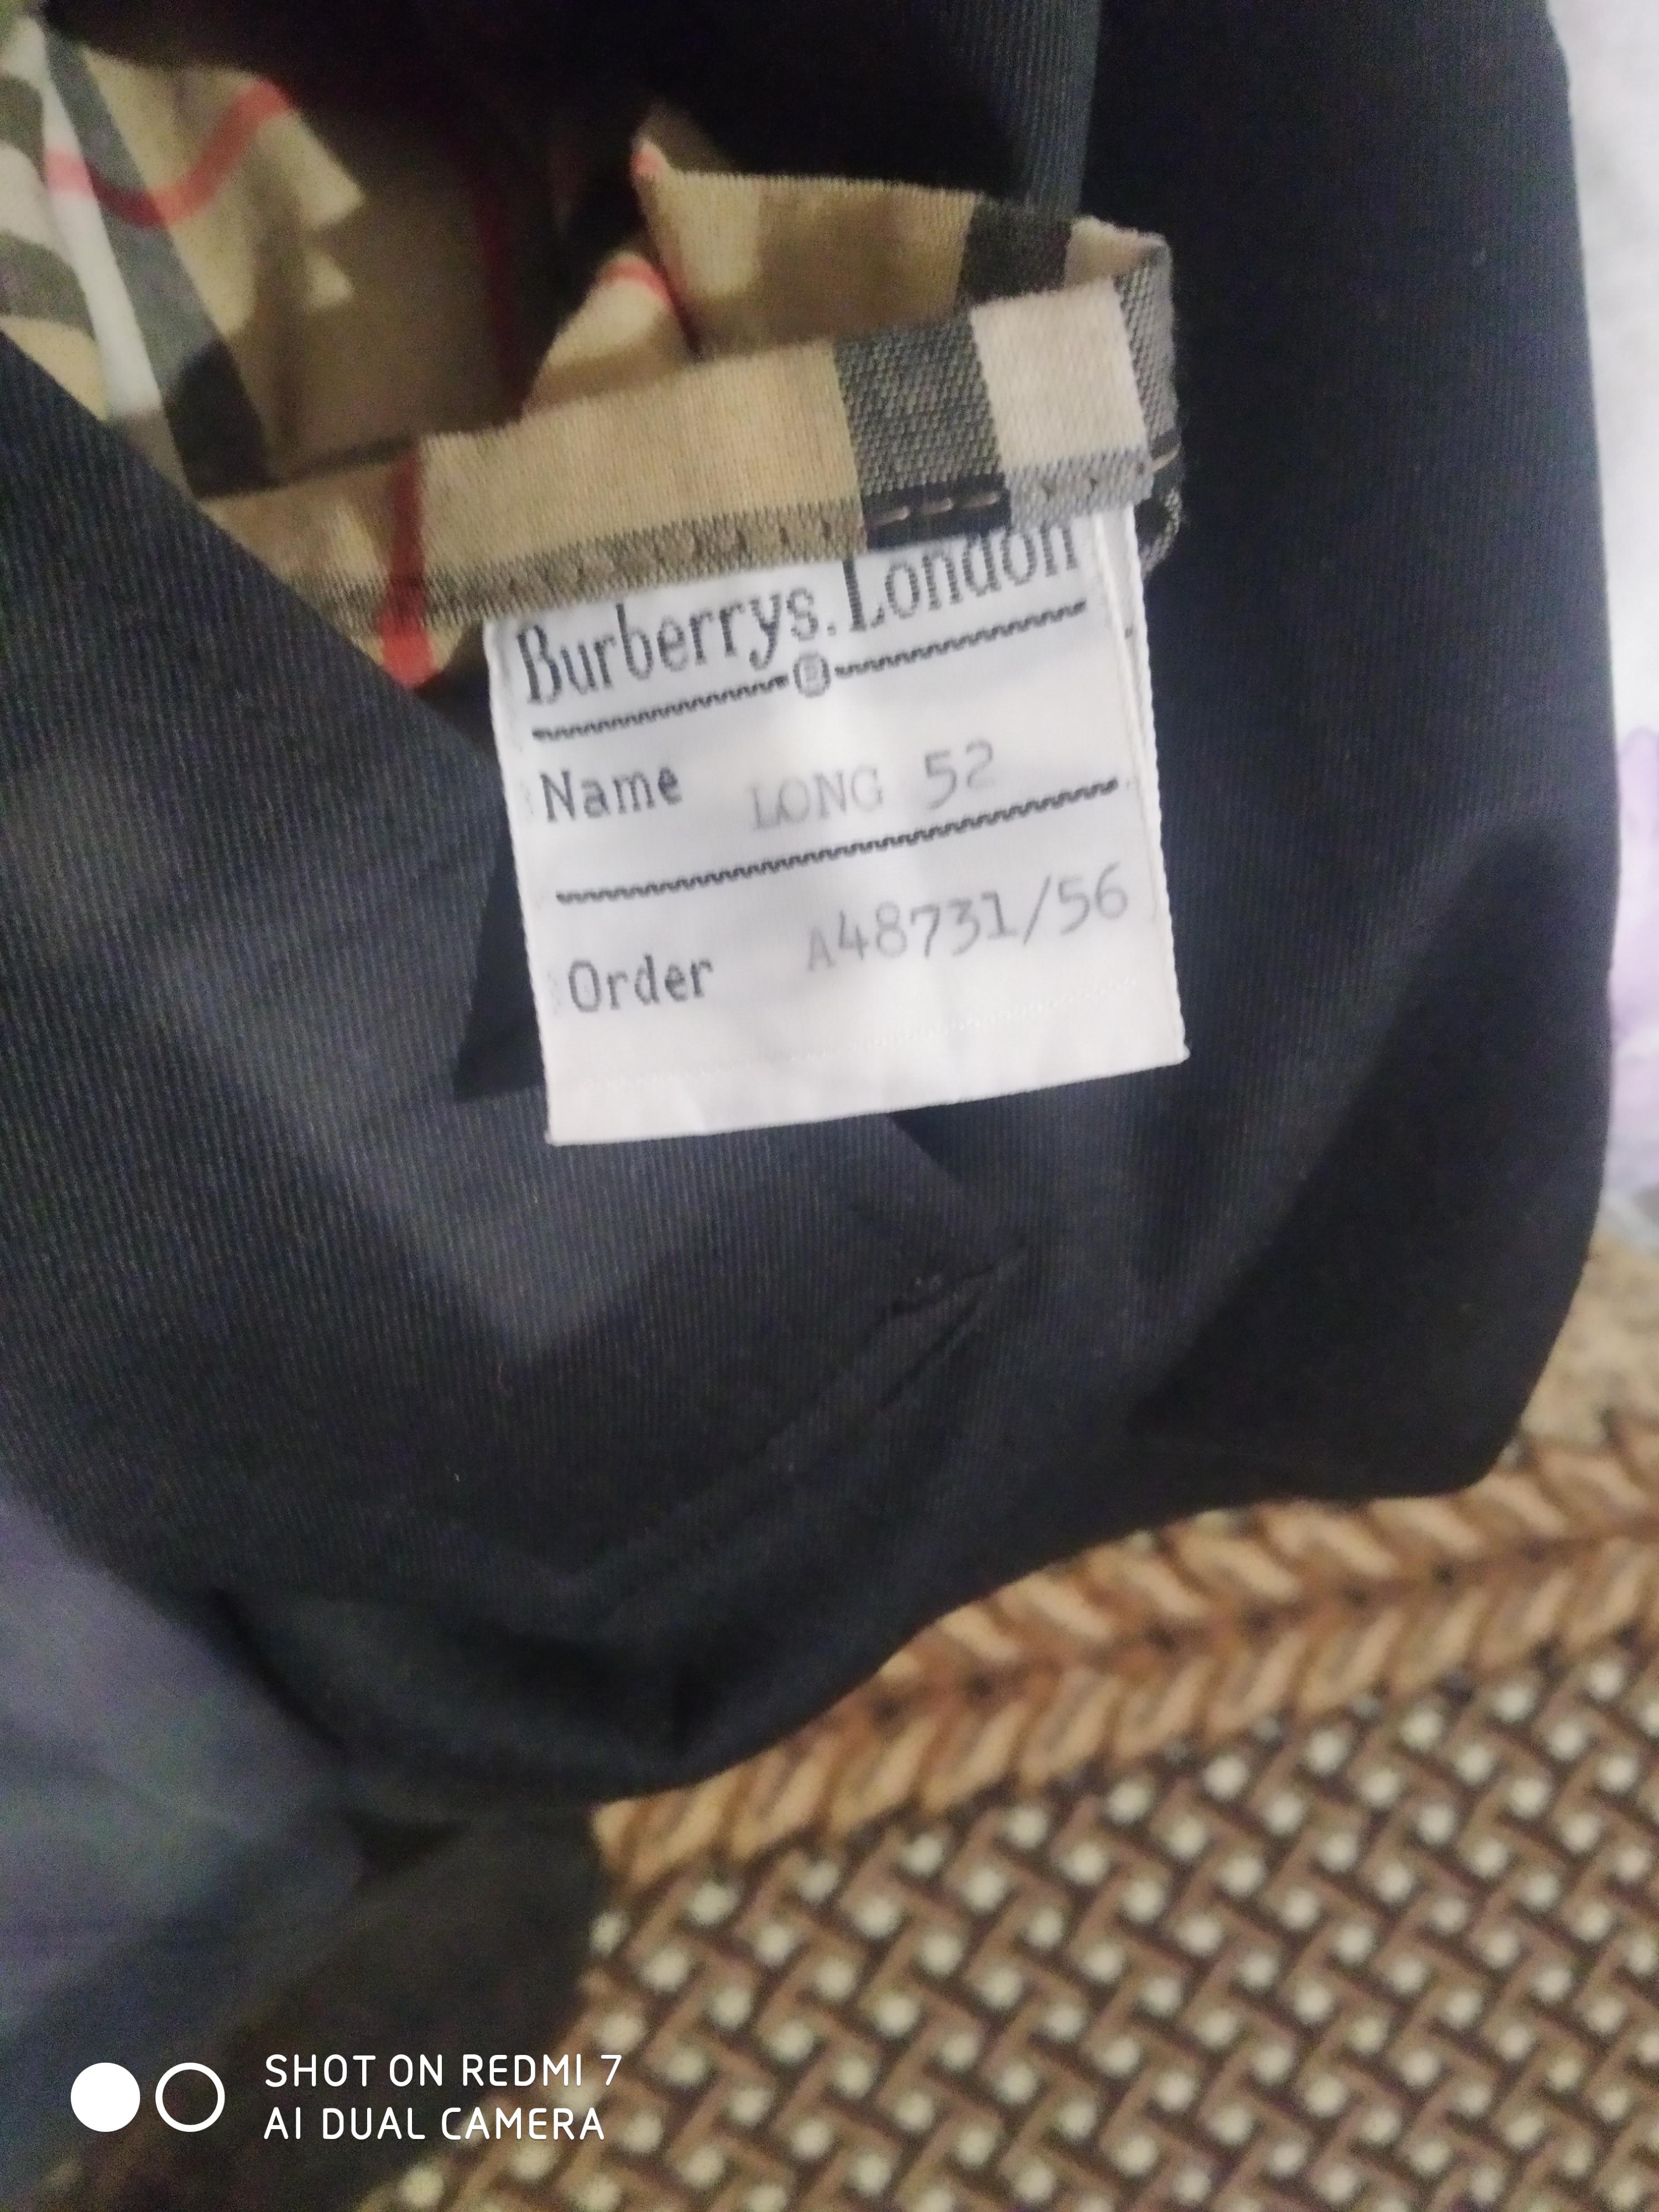 Burberrys. London
B
Name LONG 52
Order A48731/56
SHOT ON REDMI 7
AI DUAL CAMERA